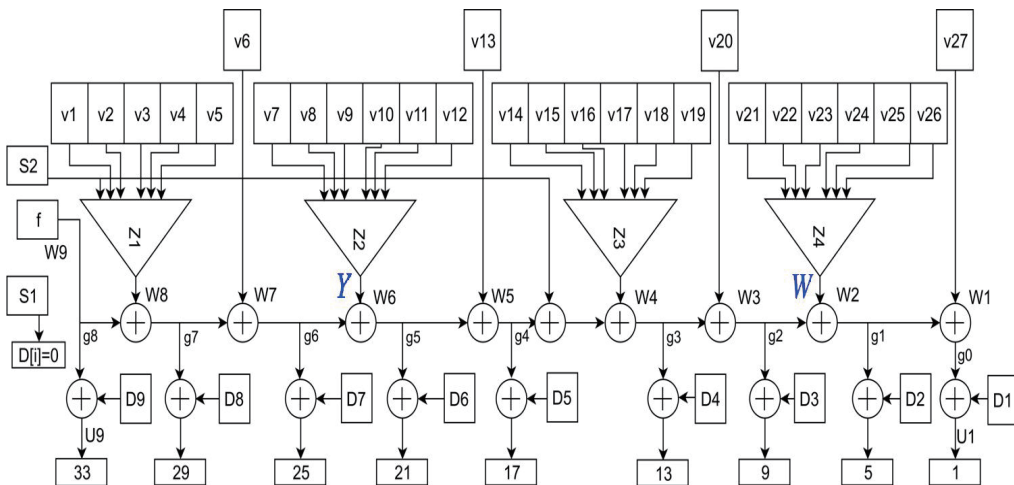 v6 v13 v20 v27
v1 v2 v3 v4 v5 v7 v8 v9 v10 v11 v12 v14 v15 v16 v17 v18 v19 v21 v22 v23 v24 v25 v26
S2
f
Z1 Z2 Z3 Z4
W9
S1
W8 W7 Y W6 W5 W4 W3 W W2 W1
g8 g7 g6 g5 g4 g3 g2 g1 g0
D[i]=0
D9 D8 D7 D6 D5 D4 D3 D2 D1
U9 U1
33 29 25 21 17 13 9 5 1